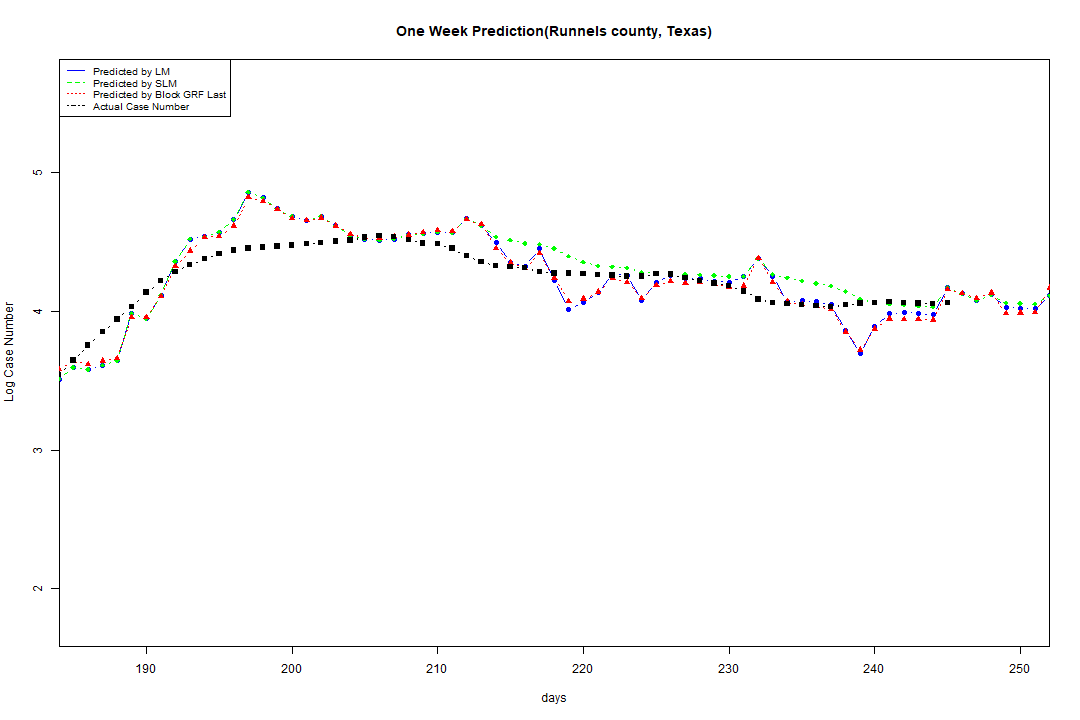 One Week Prediction(Runnels county, Texas)
Predicted by LM
Predicted by SLM
Predicted by Block GRF Last
Actual Case Number
5
4
3
2
Log Case Number
190 200 210 220 230 240 250
days